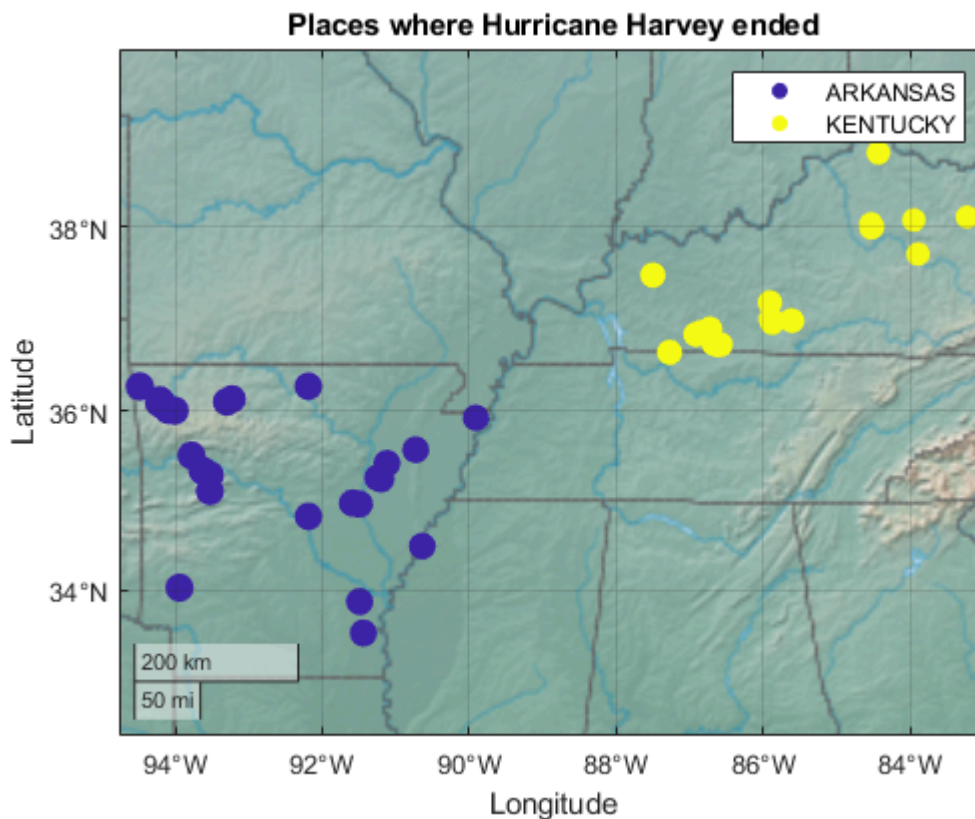 Places where Hurricane Harvey ended
ARKANSAS
KENTUCKY
38°N
36°N
34°N
Latitude
200 km
50 mi
94°W 92°W 90°W 88°W 86°W 84°W
Longitude